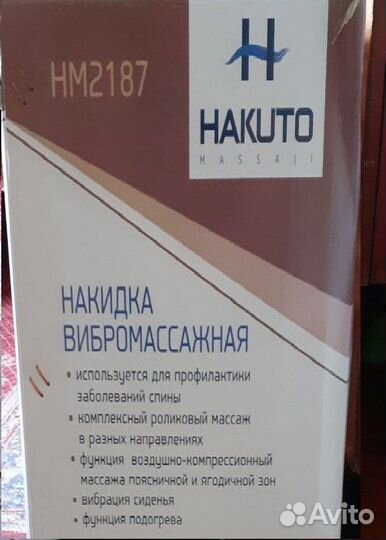 HM2187
H
HAKUTO
MASSAJI
НАКИДКА
ВИБРОМАССАЖНАЯ
• используется для профилактики
заболеваний спины
• комплексный роликовый массаж
в разных направлениях
• функция воздушно-компрессионный
массажа поясничной и ягодичной зон
• вибрация сиденья
• функция подогрева
Avito